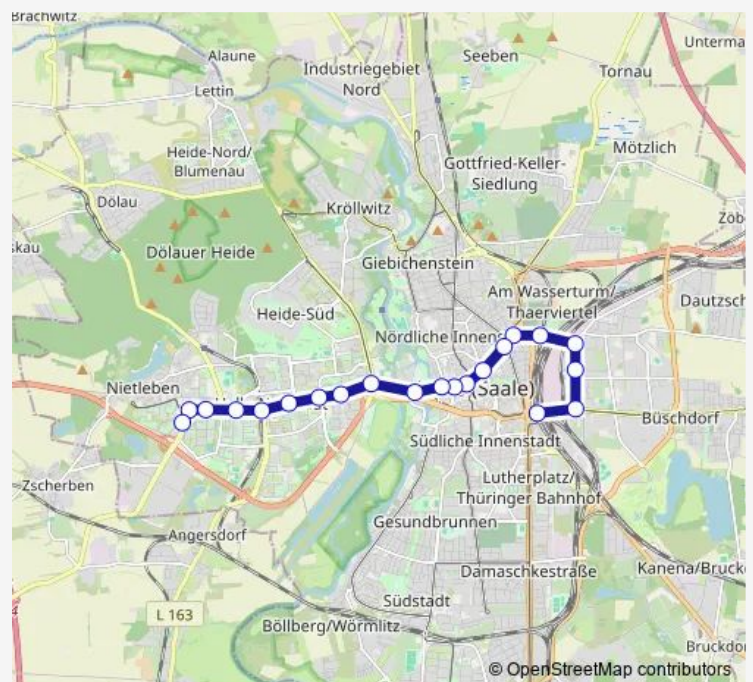 Brachwitz
Alaune
Seeben
Industriegebiet
Nord
Unterma
Lettin
Tornau
Heide-Nord/
Blumenau
Mötzlich
Gottfried-Keller-
Siedlung
Dölau
Kröllwitz
skau
Dölauer Heide
Giebichenstein
Am Wasserturm/
Thaerviertel
Dautzsch
Heide-Süd
Nördliche Innen
Nietleben
(Saale)
Büschdorf
Südliche Innenstadt
Zscherben
Lutherplatz/
Thüringer Bahnhof
Gesundbrunnen
Angersdorf
Damaschkestraße
Kanena/Bruck
Südstadt
L 163
Böllberg/Wörmlitz
Bruckdo
© OpenStreetMap contributors